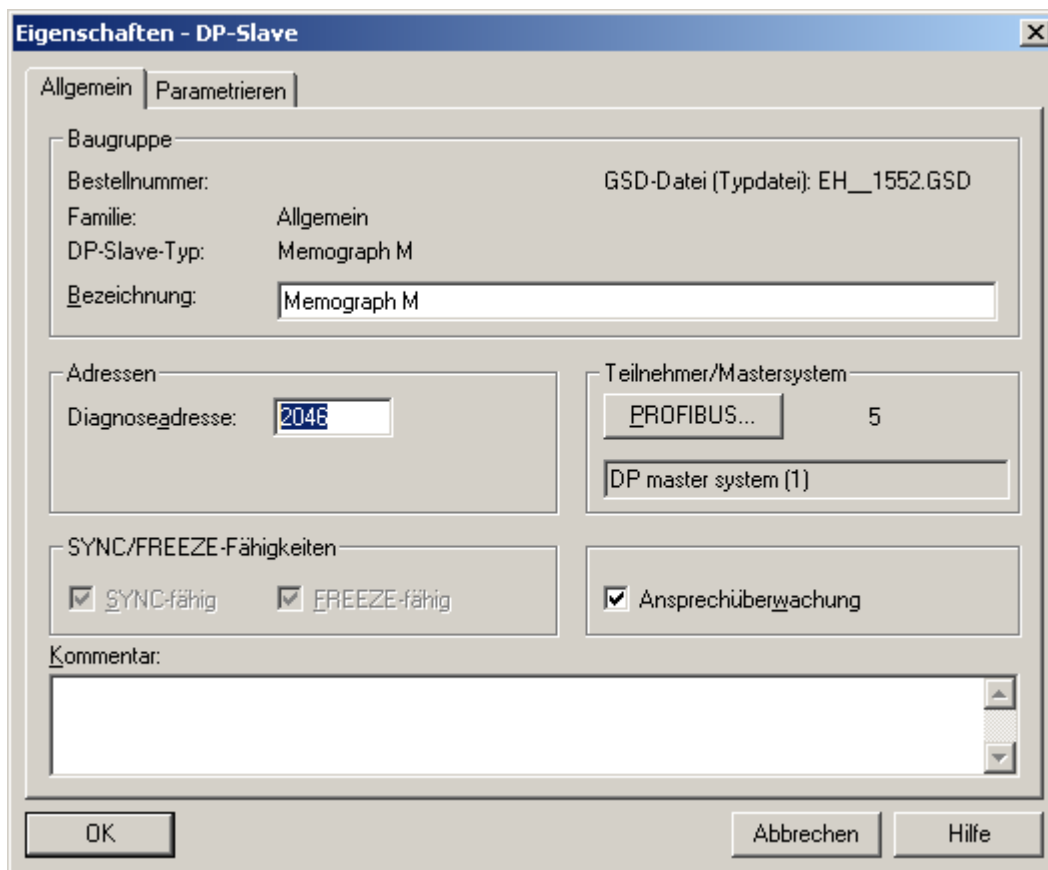 Eigenschaften - DP-Slave
Allgemein
Parametrieren
Baugruppe
Bestellnummer:
GSD-Datei (Typdatei): EH__1552.GSD
Familie:
Allgemein
DP-Slave-Typ:
Memograph M
Bezeichnung:
Memograph M
Adressen
Diagnoseadresse:
2046
Teilnehmer/Mastersystem
PROFIBUS...
5
DP master system (1)
SYNC/FREEZE-Fähigkeiten
SYNC-fähig
FREEZE-fähig
Ansprechüberwachung
Kommentar:
OK
Abbrechen
Hilfe